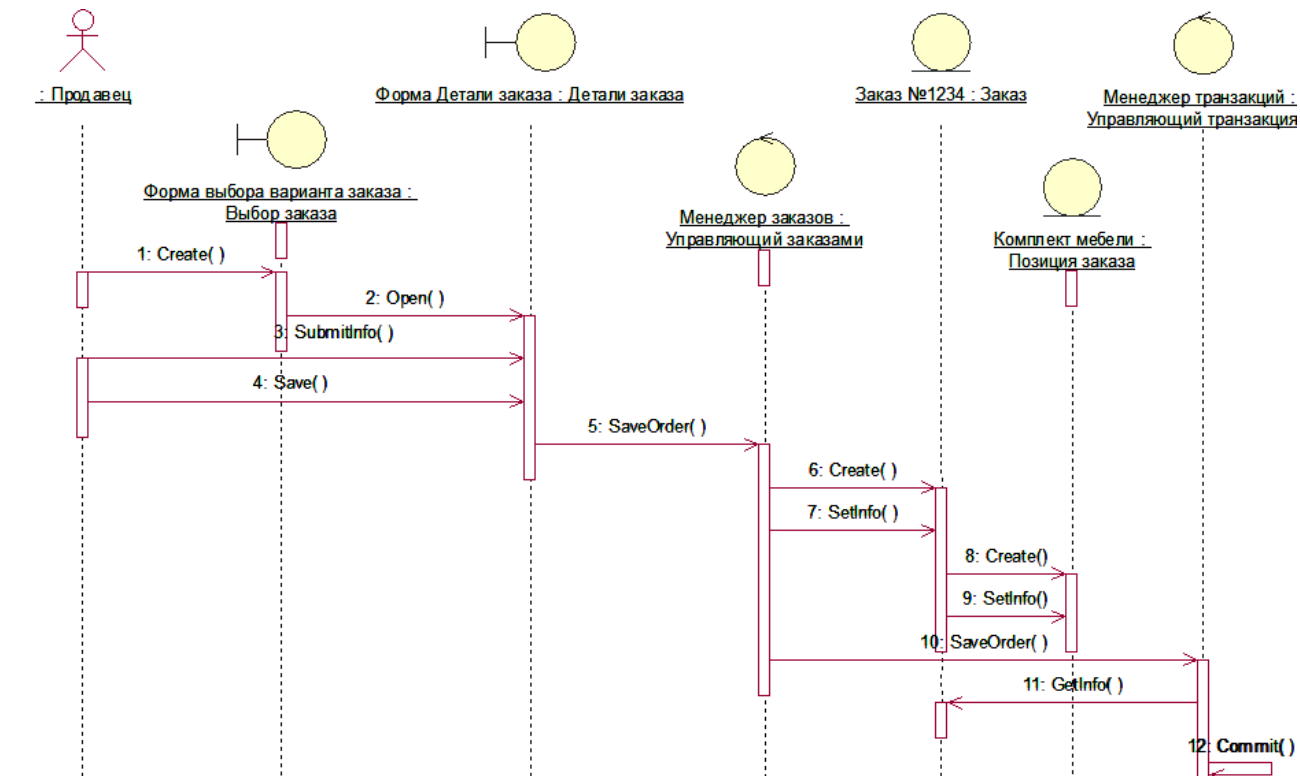 : Продавец
Форма Детали заказа : Детали заказа
Заказ №1234 : Заказ
Менеджер транзакций :
Управляющий транзакция
Форма выбора варианта заказа :
Выбор заказа
Менеджер заказов :
Управляющий заказами
Комплект мебели :
Позиция заказа
1: Create( )
2: Open( )
3: SubmitInfo( )
4: Save( )
5: SaveOrder( )
6: Create( )
7: SetInfo( )
8: Create()
9: SetInfo()
10: SaveOrder( )
11: GetInfo( )
12: Commit( )